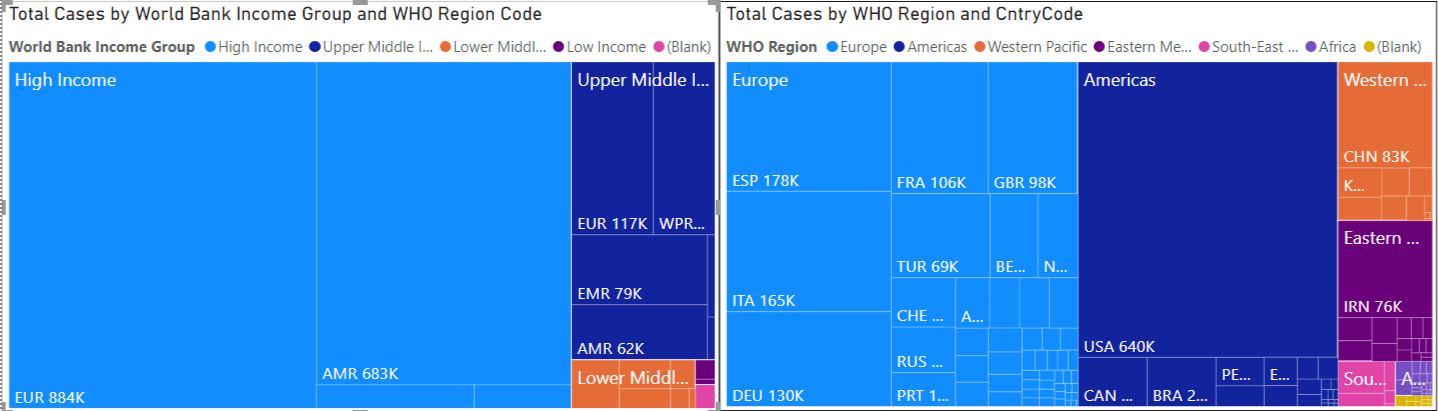 Total Cases by World Bank Income Group and WHO Region Code
World Bank Income Group High Income Upper Middle I... Lower Middl... Low Income (Blank)
High Income
Upper Middle I...
EUR 117K WPR...
EMR 79K
AMR 62K
AMR 683K
Lower Middl...
EUR 884K
Total Cases by WHO Region and CntryCode
WHO Region Europe Americas Western Pacific Eastern Me... South-East ... Africa (Blank)
Europe
ESP 178K
FRA 106K
GBR 98K
TUR 69K
BE...
N...
ITA 165K
CHE ...
A...
RUS ...
DEU 130K
PRT 1...
Americas
USA 640K
CAN ...
BRA 2...
PE...
E...
Western ...
CHN 83K
K...
Eastern ...
IRN 76K
Sou...
A...